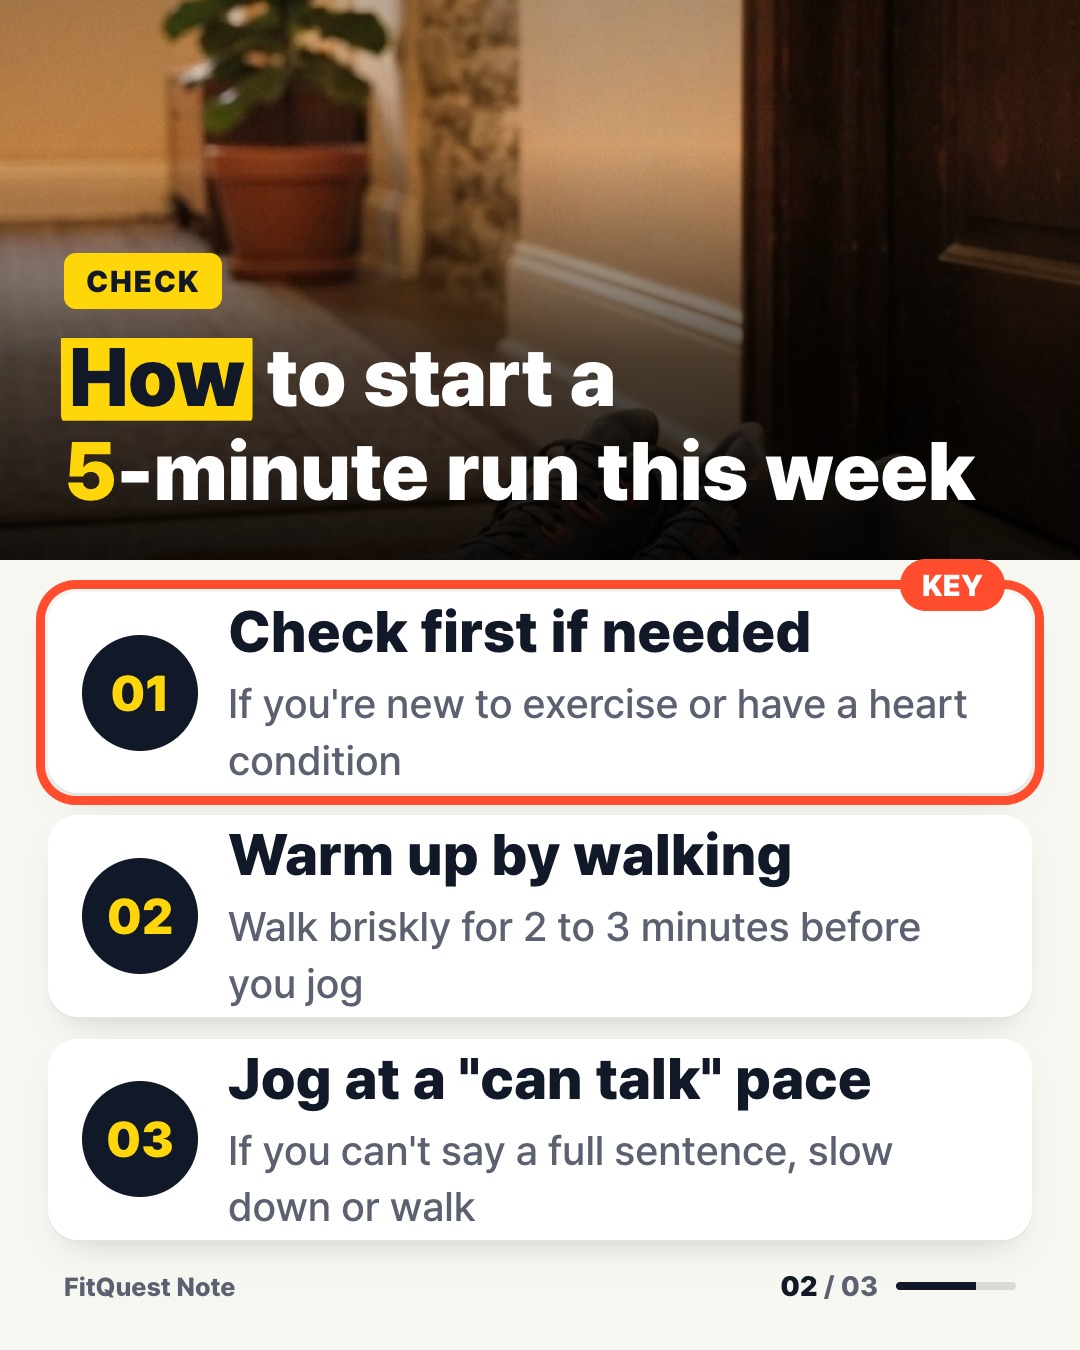 CHECK
How to start a
5-minute run this week
KEY
01
Check first if needed
If you're new to exercise or have a heart
condition
02
Warm up by walking
Walk briskly for 2 to 3 minutes before
you jog
03
Jog at a "can talk" pace
If you can't say a full sentence, slow
down or walk
FitQuest Note
02 / 03